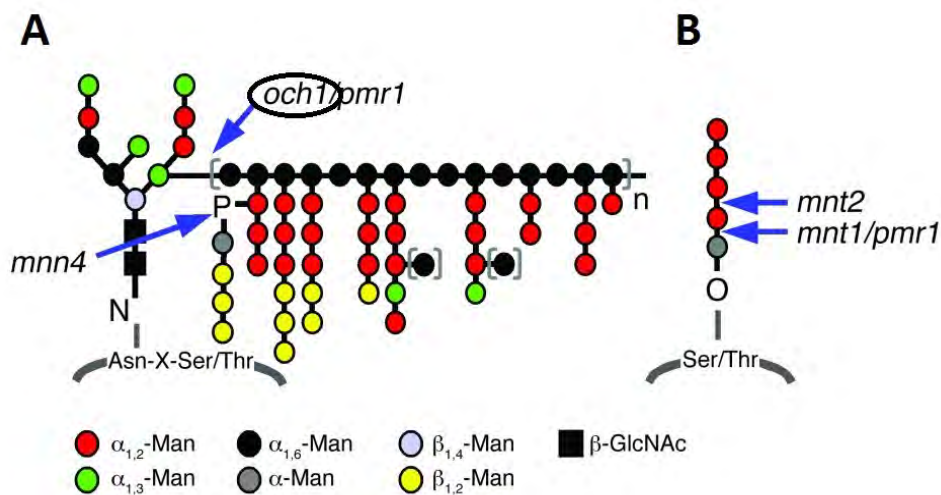 A
B
och1/pmr1
P
n
mnn4
mnt2
mnt1/pmr1
N
O
Asn-X-Ser/Thr
Ser/Thr
α1,2-Man
α1,6-Man
β1,4-Man
β-GlcNAc
α1,3-Man
α-Man
β1,2-Man